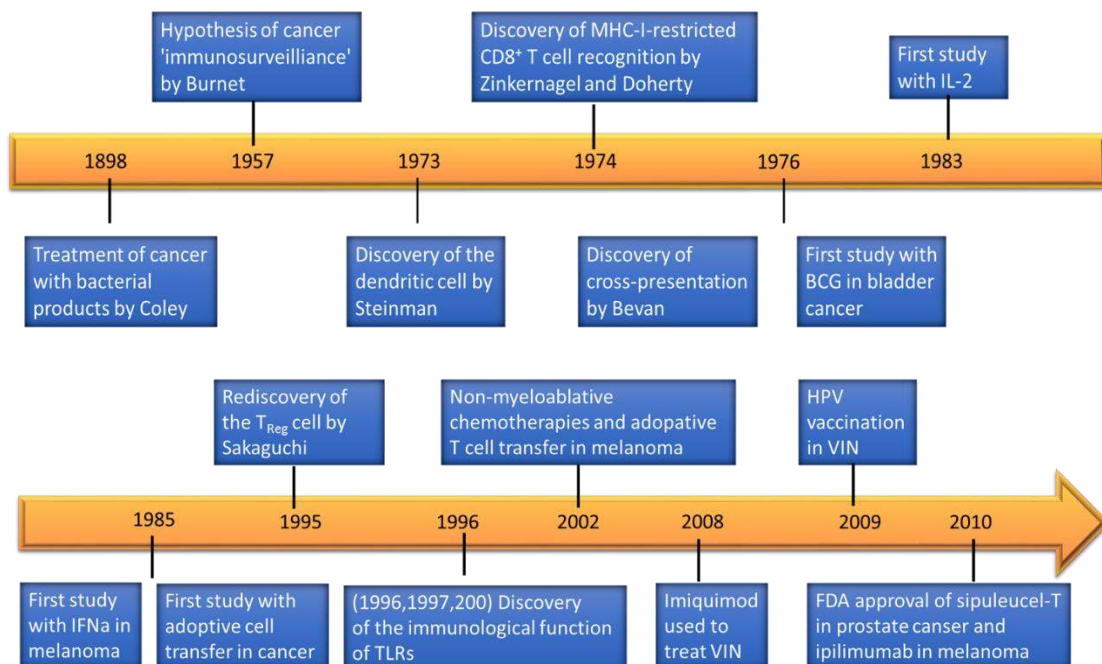 Hypothesis of cancer
'immunosurveilliance'
by Burnet
Discovery of MHC-I-restricted
CD8⁺ T cell recognition by
Zinkernagel and Doherty
First study
with IL-2
1898 1957 1973 1974 1976 1983
Treatment of cancer
with bacterial
products by Coley
Discovery of the
dendritic cell by
Steinman
Discovery of
cross-presentation
by Bevan
First study with
BCG in bladder
cancer
Rediscovery of
the TReg cell by
Sakaguchi
Non-myeloablative
chemotherapies and adopative
T cell transfer in melanoma
HPV
vaccination
in VIN
1985 1995 1996 2002 2008 2009 2010
First study
with IFNa in
melanoma
First study with
adoptive cell
transfer in cancer
(1996,1997,200) Discovery
of the immunological function
of TLRs
Imiquimod
used to
treat VIN
FDA approval of sipuleucel-T
in prostate canser and
ipilimumab in melanoma